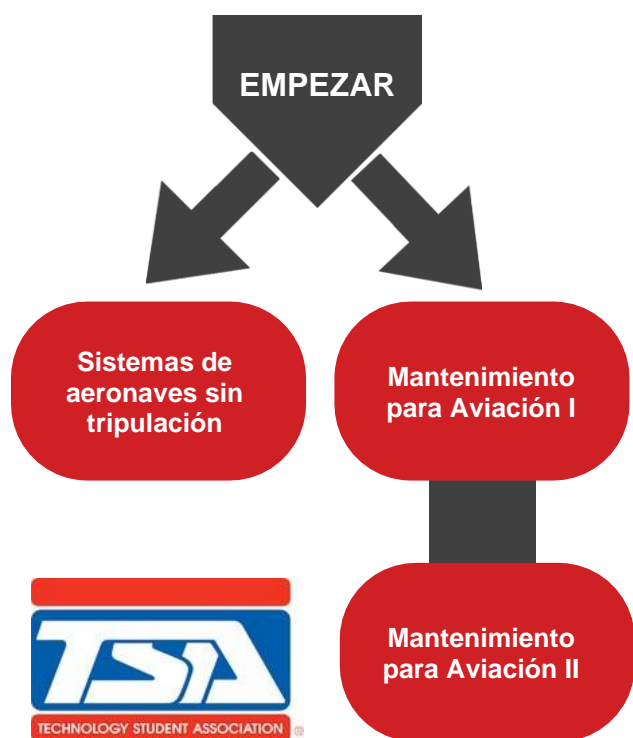 EMPEZAR
Sistemas de
aeronaves sin
tripulación
Mantenimiento
para Aviación I
Mantenimiento
para Aviación II
TSA
TECHNOLOGY STUDENT ASSOCIATION ®